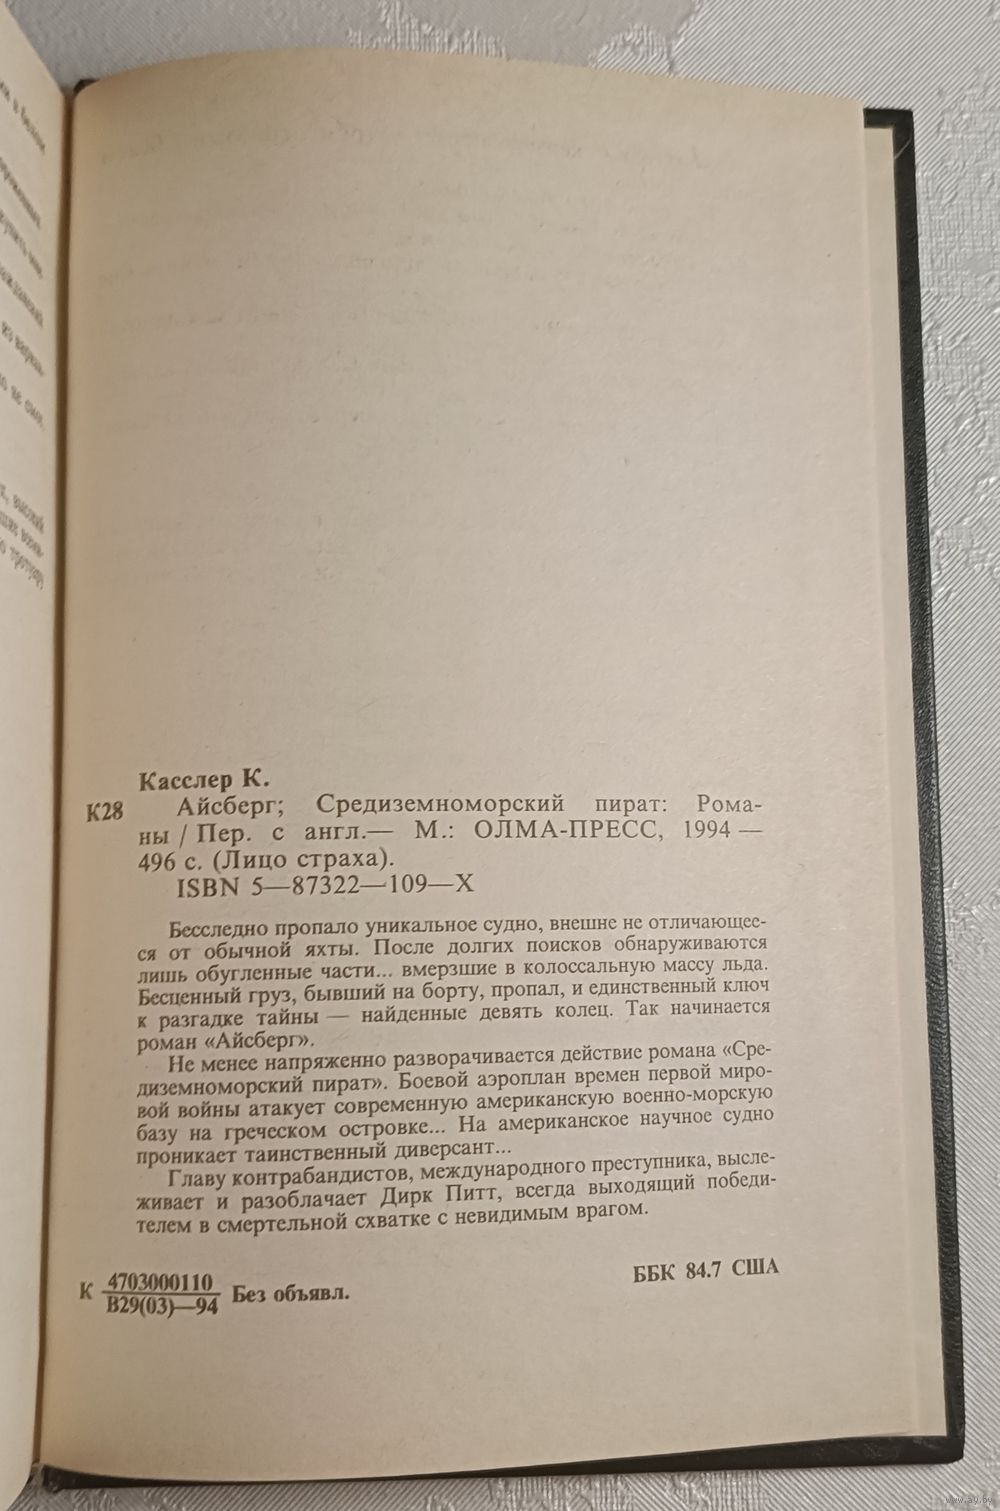 Касслер К.
К28 Айсберг; Средиземноморский пират: Рома-
ны / Пер. с англ.— М.: ОЛМА-ПРЕСС, 1994 —
496 с. (Лицо страха).
ISBN 5—87322—109—X
Бесследно пропало уникальное судно, внешне не отличающее-
ся от обычной яхты. После долгих поисков обнаруживаются
лишь обугленные части... вмерзшие в колоссальную массу льда.
Бесценный груз, бывший на борту, пропал, и единственный ключ
к разгадке тайны — найденные девять колец. Так начинается
роман «Айсберг».
Не менее напряженно разворачивается действие романа «Сре-
диземноморский пират». Боевой аэроплан времен первой миро-
вой войны атакует современную американскую военно-морскую
базу на греческом островке... На американское научное судно
проникает таинственный диверсант...
Главу контрабандистов, международного преступника, высле-
живает и разоблачает Дирк Питт, всегда выходящий победи-
телем в смертельной схватке с невидимым врагом.
ББК 84.7 США
К 4703000110
В29(03)—94 Без объявл.
www.ay.by